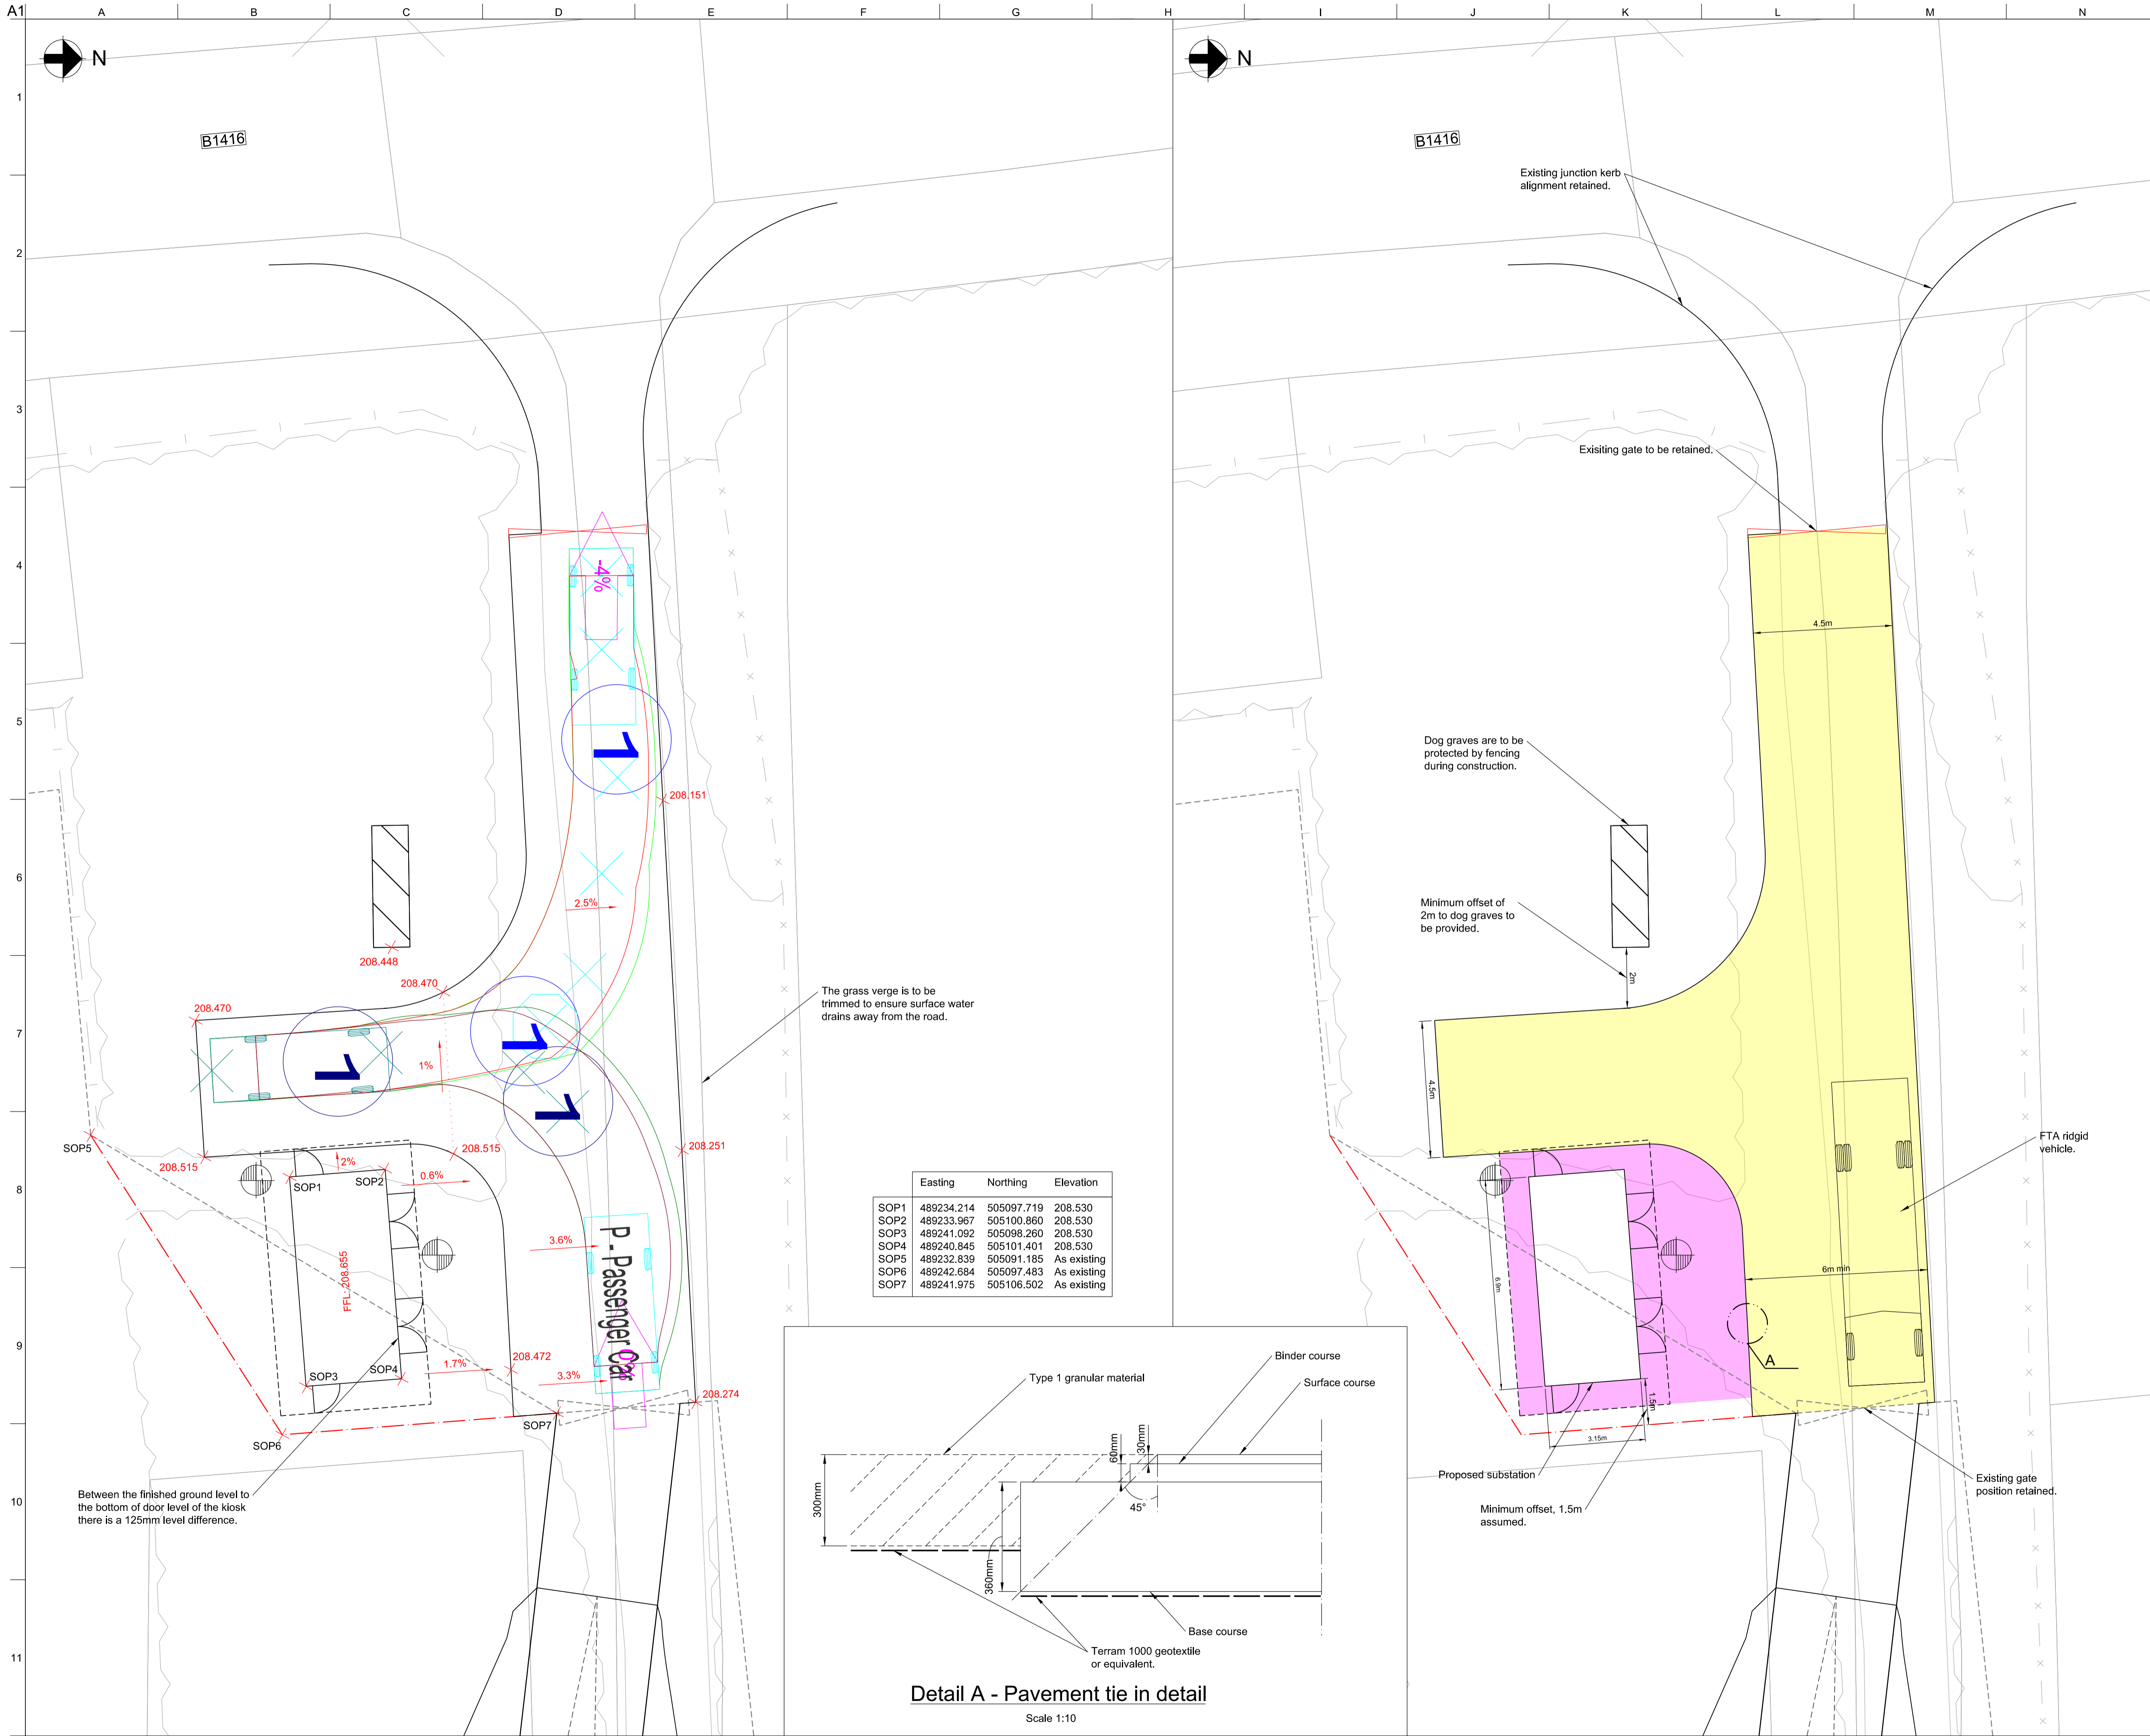 A1
A B C D E F G H I J K L M N
1
2
3
4
5
6
7
8
9
10
11
N
B1416
-4%
1
208.151
2.5%
208.448
208.470
208.470
1
1
1
1%
The grass verge is to be
trimmed to ensure surface water
drains away from the road.
SOP5
208.515
208.515
208.251
2%
0.6%
SOP1
SOP2
3.6%
FFL: 208.655
P - Passenger Car
0%
SOP3
SOP4
1.7%
208.472
3.3%
208.274
SOP7
SOP6
Between the finished ground level to
the bottom of door level of the kiosk
there is a 125mm level difference.
Easting Northing Elevation
SOP1 489234.214 505097.719 208.530
SOP2 489233.967 505100.860 208.530
SOP3 489241.092 505098.260 208.530
SOP4 489240.845 505101.401 208.530
SOP5 489232.839 505091.185 As existing
SOP6 489242.684 505097.483 As existing
SOP7 489241.975 505106.502 As existing
Type 1 granular material
Binder course
Surface course
60mm
30mm
300mm
45°
360mm
Base course
Terram 1000 geotextile
or equivalent.
Detail A - Pavement tie in detail
Scale 1:10
N
B1416
Existing junction kerb
alignment retained.
Exisiting gate to be retained.
4.5m
Dog graves are to be
protected by fencing
during construction.
Minimum offset of
2m to dog graves to
be provided.
2m
4.5m
FTA ridgid
vehicle.
6.9m
6m min
A
1.5m
3.15m
Proposed substation
Minimum offset, 1.5m
assumed.
Existing gate
position retained.